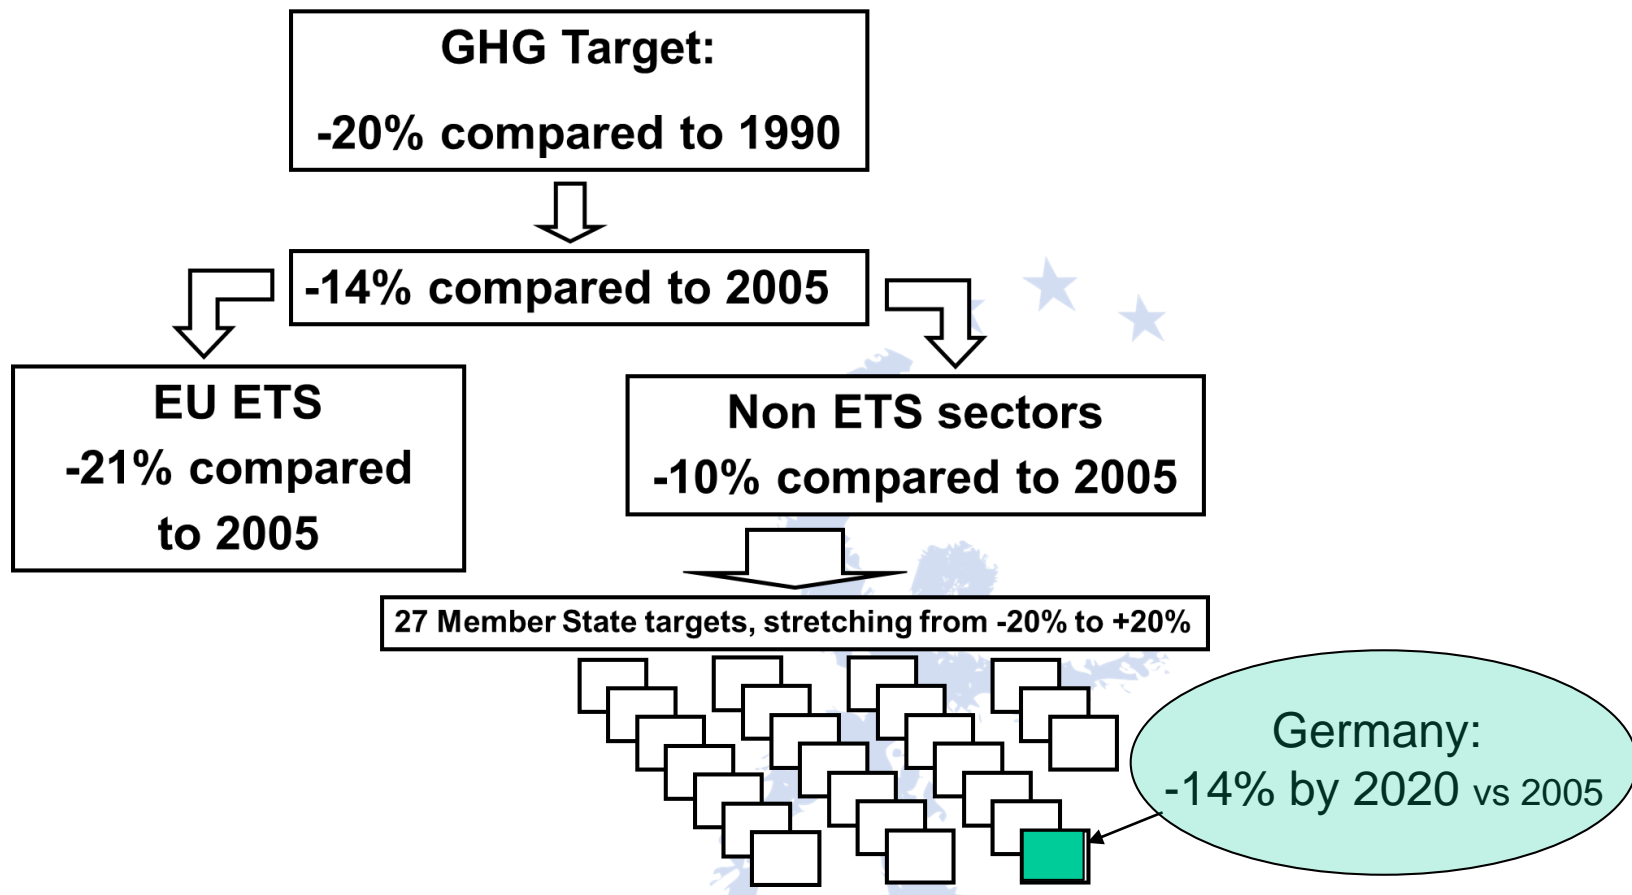 GHG Target:
-20% compared to 1990
-14% compared to 2005
EU ETS
-21% compared
to 2005
Non ETS sectors
-10% compared to 2005
27 Member State targets, stretching from -20% to +20%
Germany:
-14% by 2020 vs 2005